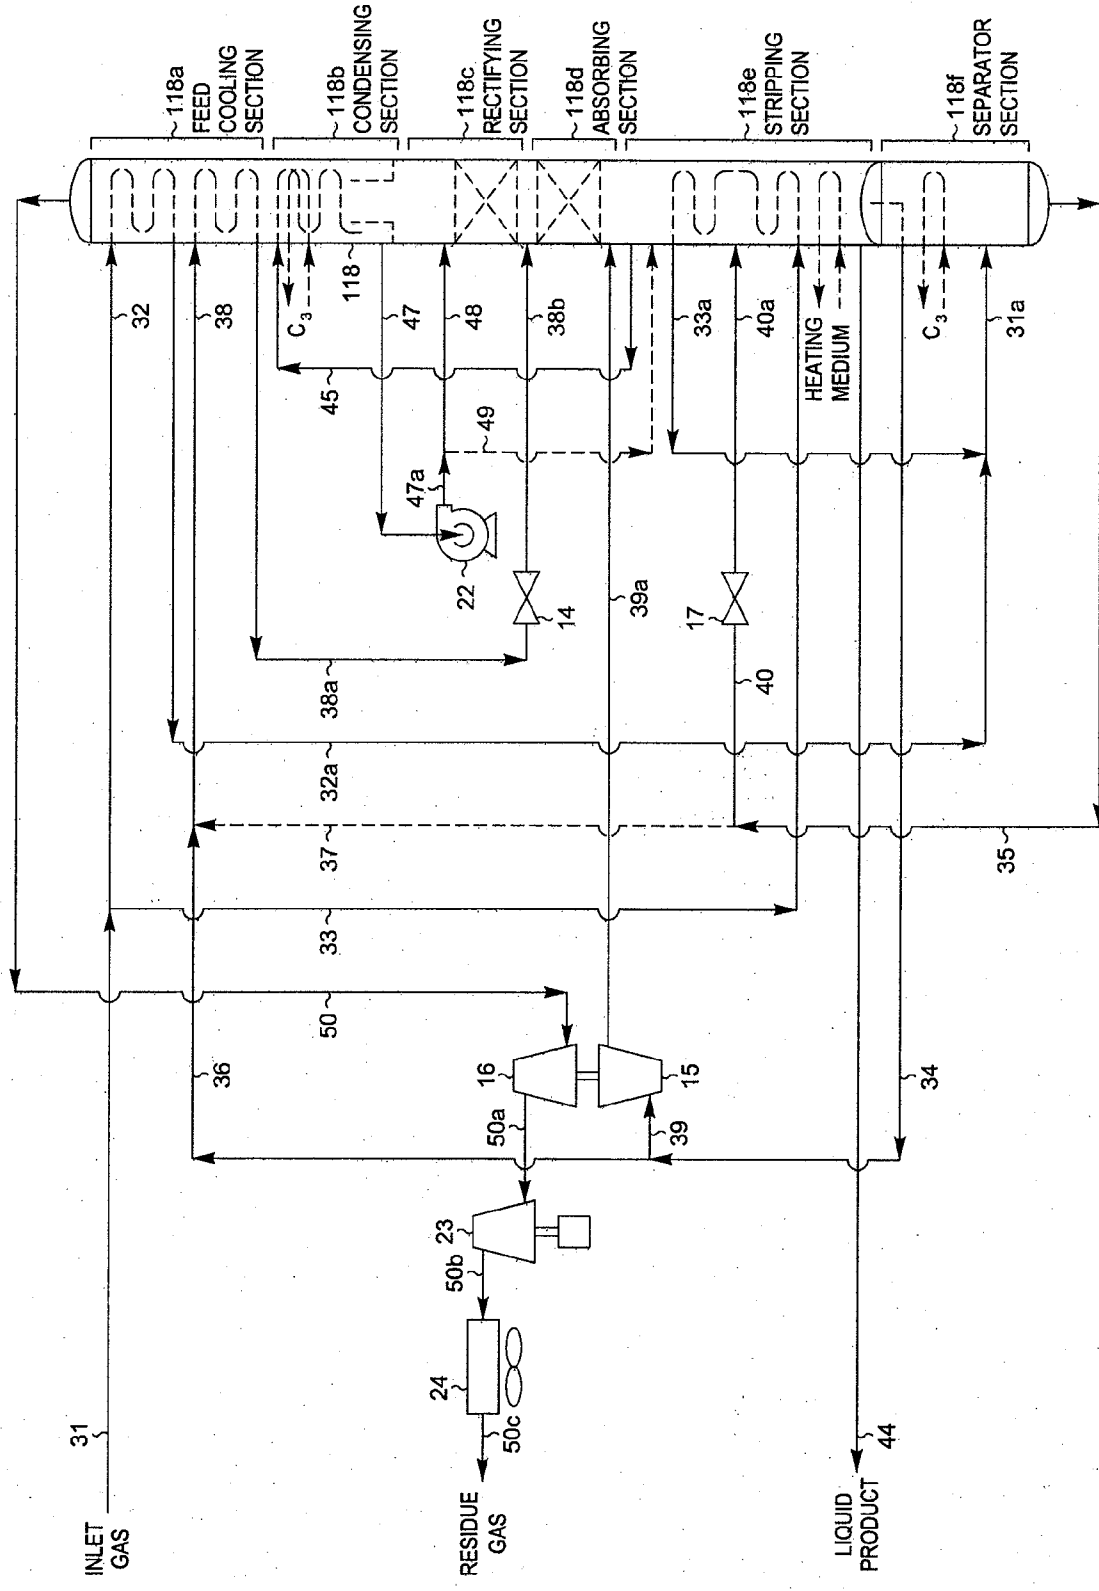 118a
FEED
COOLING
SECTION
118b
CONDENSING
SECTION
118c
RECTIFYING
SECTION
118d
ABSORBING
SECTION
118e
STRIPPING
SECTION
118f
SEPARATOR
SECTION
32
38
C3
118
47
48
38b
33a
40a
HEATING
MEDIUM
C3
31a
45
49
47a
22
14
39a
17
38a
40
32a
37
35
33
50
36
16
15
34
50a
39
23
50b
24
50c
31
44
INLET
GAS
RESIDUE
GAS
LIQUID
PRODUCT